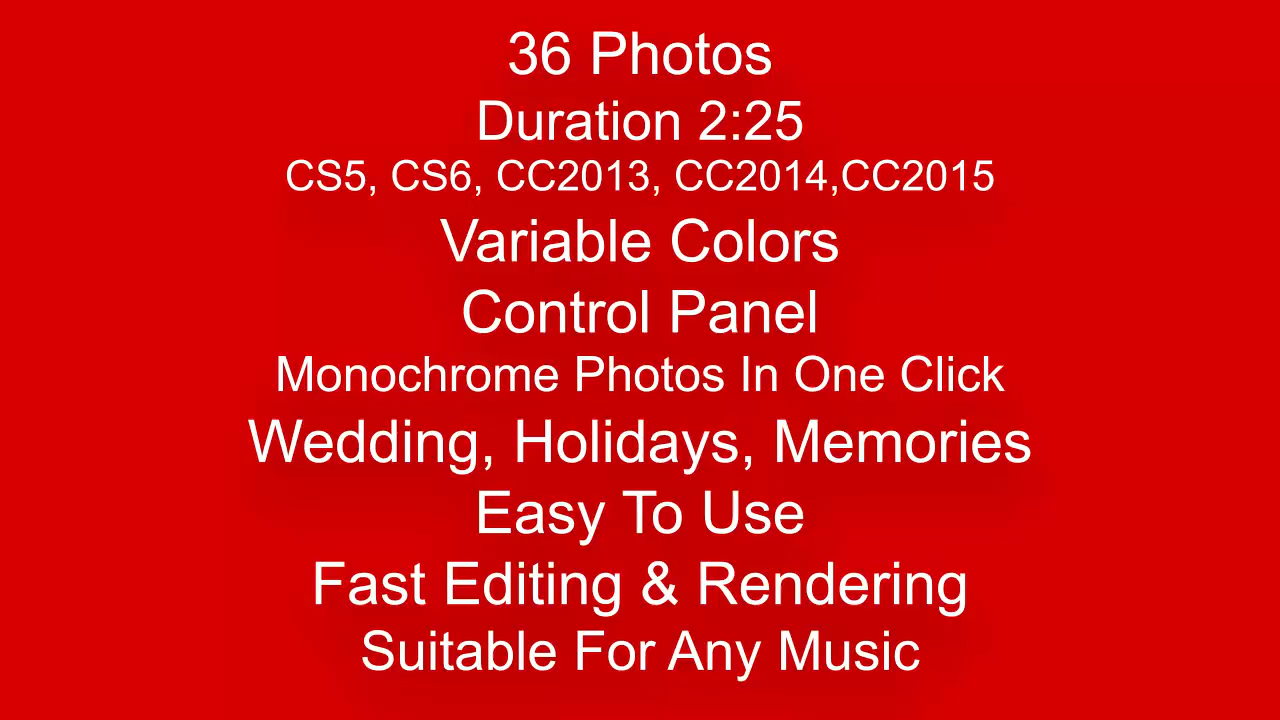 36 Photos
Duration 2:25
CS5, CS6, CC2013, CC2014,CC2015
Variable Colors
Control Panel
Monochrome Photos In One Click
Wedding, Holidays, Memories
Easy To Use
Fast Editing & Rendering
Suitable For Any Music